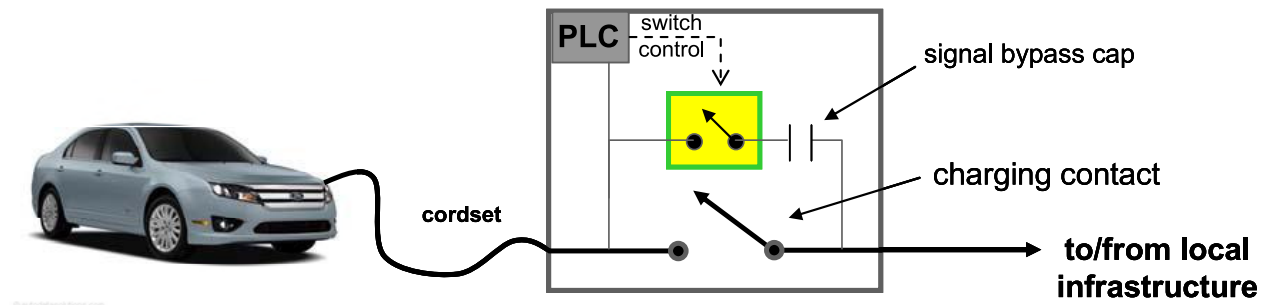 PLC
switch
control
signal bypass cap
charging contact
cordset
to/from local
infrastructure